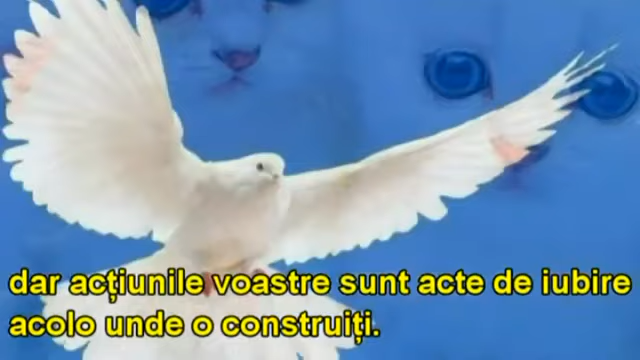 dar acțiunile voastre sunt acte de iubire
acolo unde o construiți.